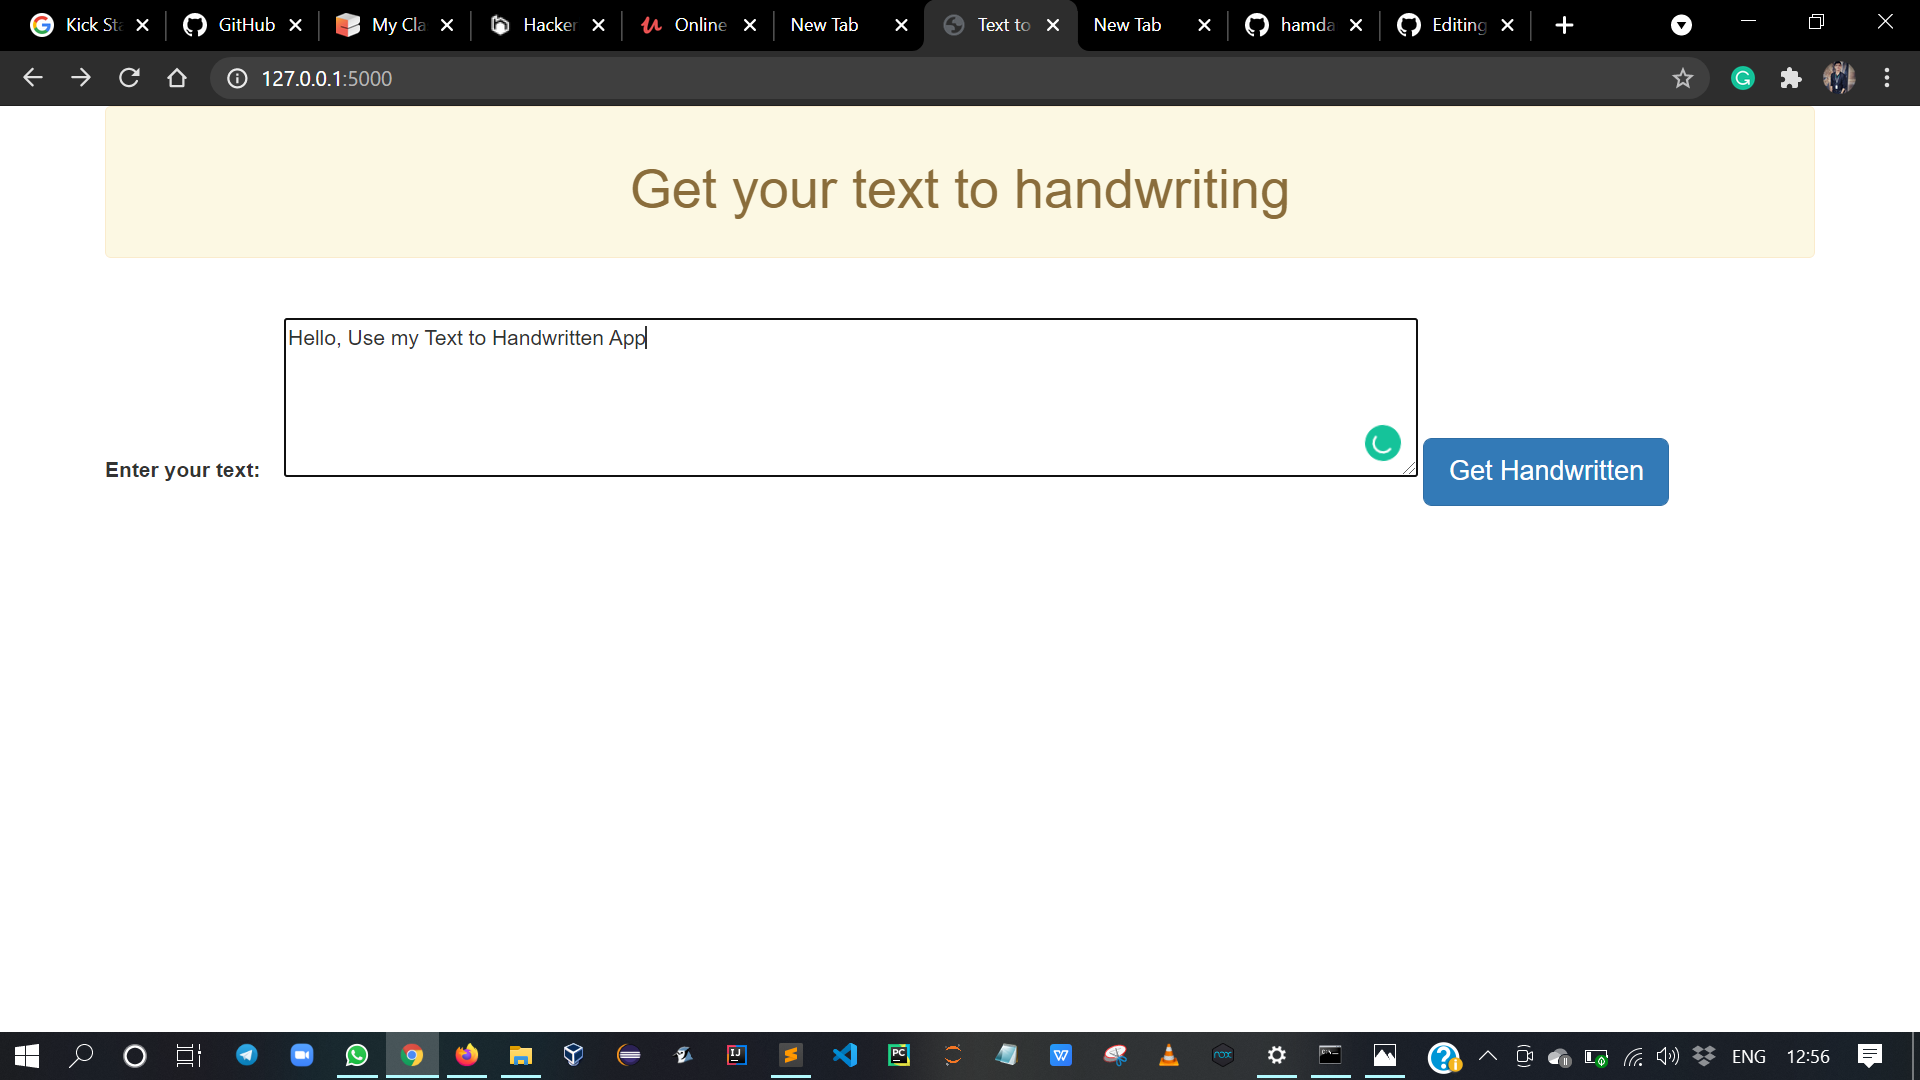 Kick Sta
GitHub
My Cla
Hacker
Online
New Tab
Text to
New Tab
hamda
Editing
127.0.0.1:5000
Get your text to handwriting
Hello, Use my Text to Handwritten App
Enter your text:
Get Handwritten
ENG
12:56